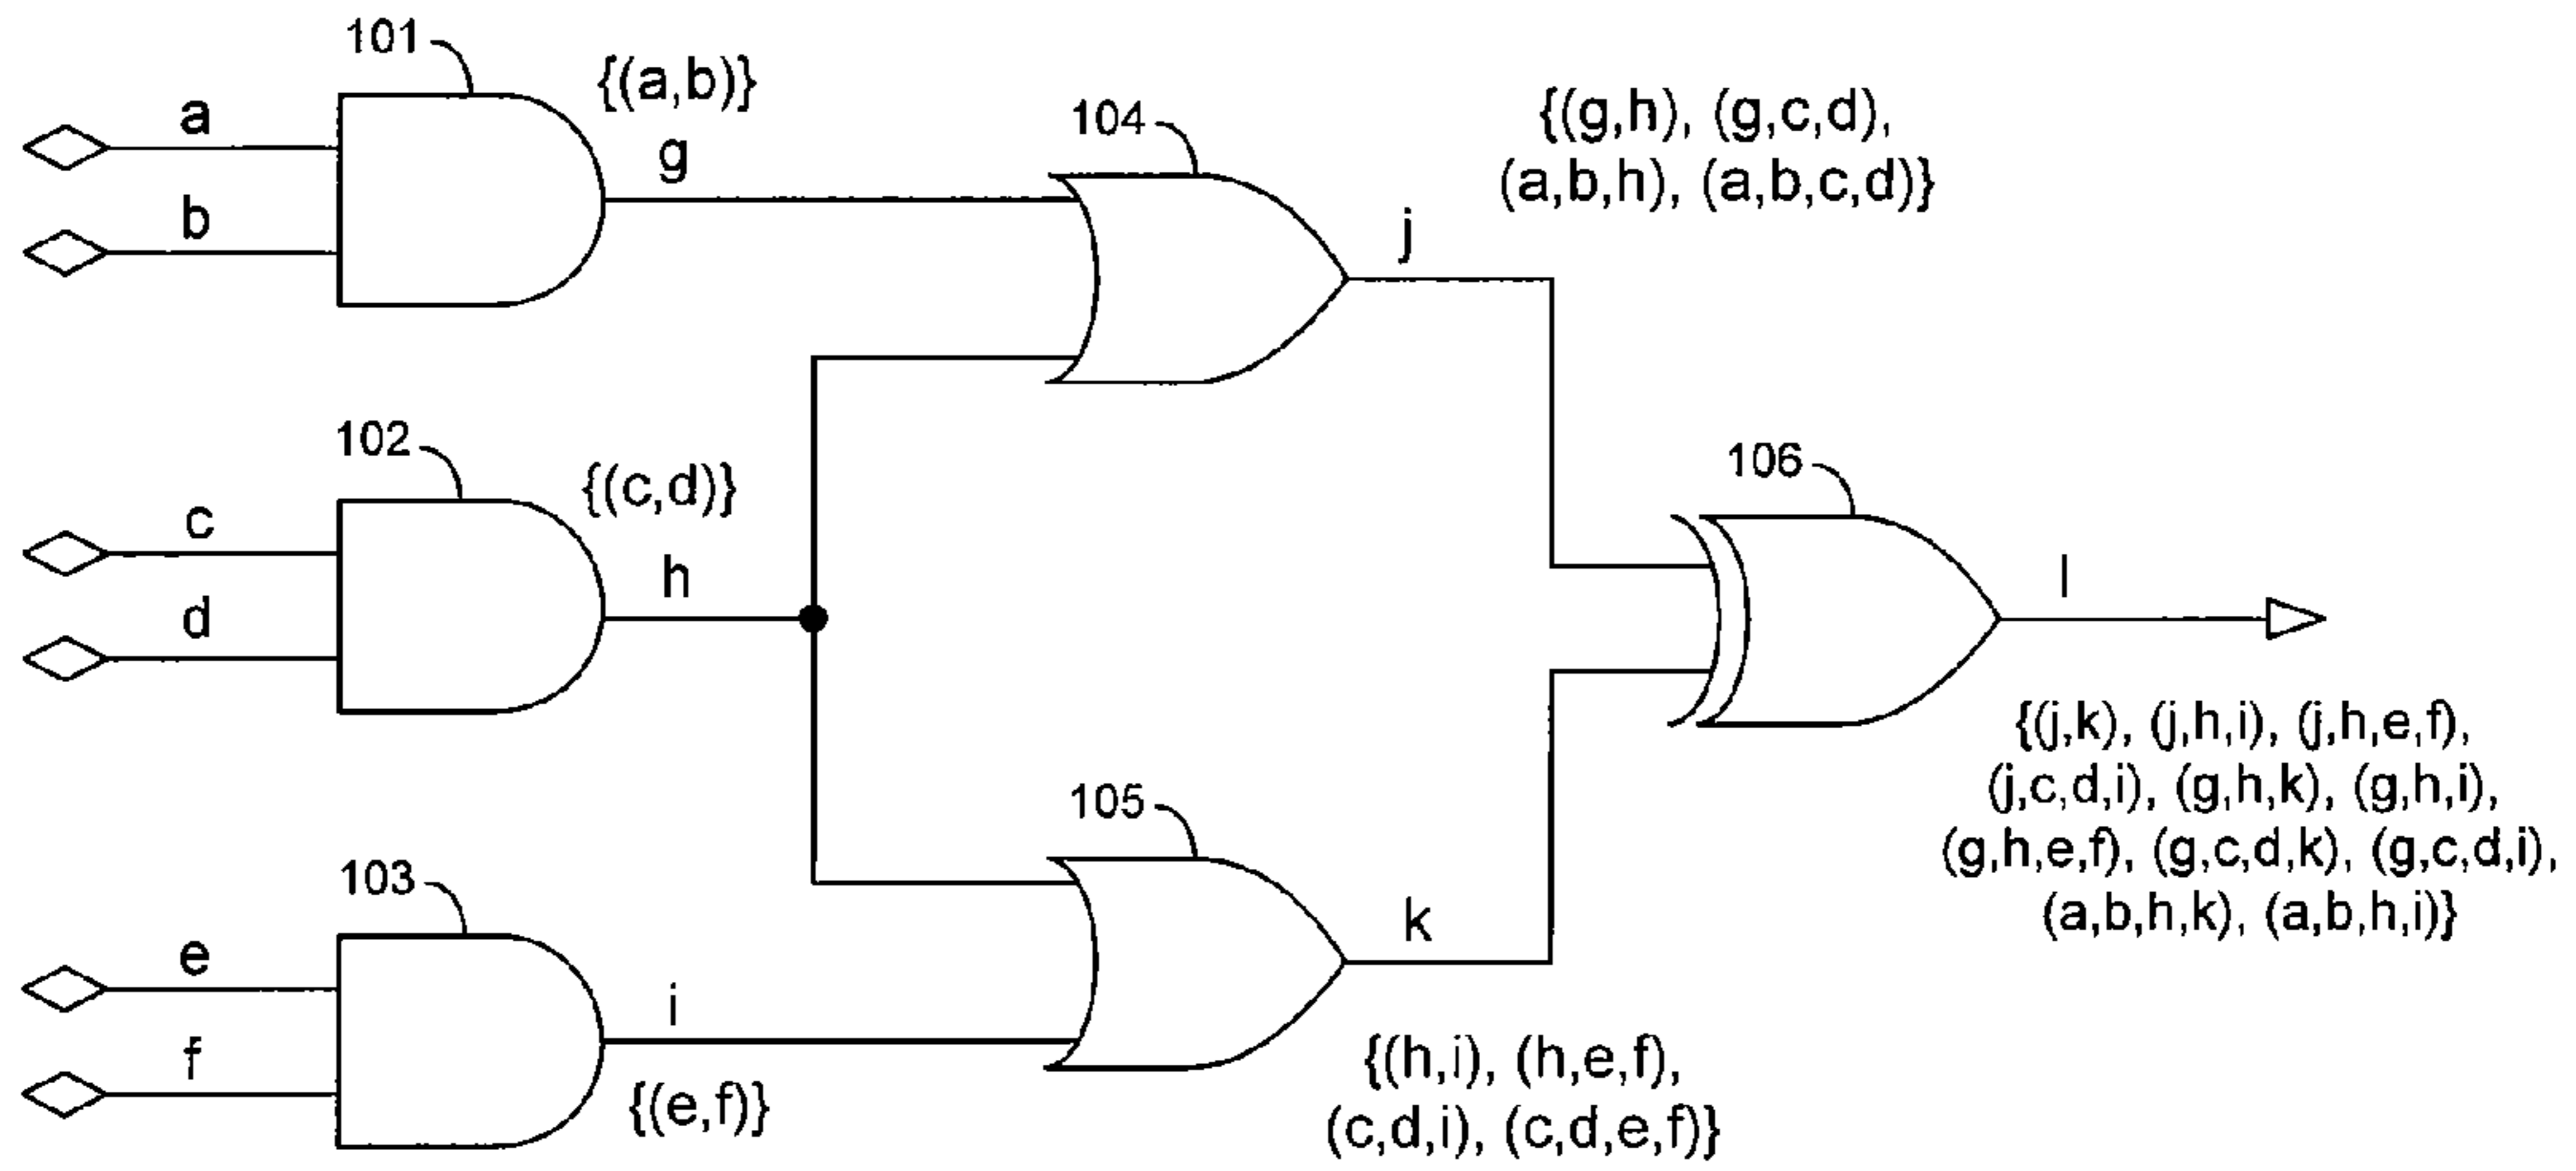 101
{(a,b)}
a
g
b
104
{(g,h), (g,c,d),
(a,b,h), (a,b,c,d)}
j
102
{(c,d)}
c
h
d
106
l
{(j,k), (j,h,i), (j,h,e,f),
(j,c,d,i), (g,h,k), (g,h,i),
(g,h,e,f), (g,c,d,k), (g,c,d,i),
(a,b,h,k), (a,b,h,i)}
103
e
i
f
{(e,f)}
105
k
{(h,i), (h,e,f),
(c,d,i), (c,d,e,f)}